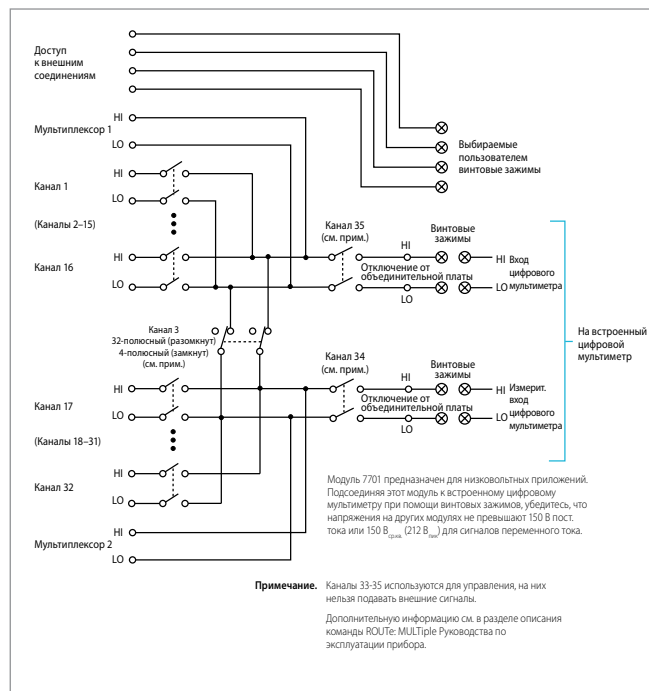 Доступ
к внешним
соединениям
Мультиплексор 1
HI
LO
Выбираемые
пользователем
винтовые зажимы
Канал 1
HI
LO
(Каналы 2–15)
Канал 16
HI
LO
Канал 35
(см. прим.)
HI
Винтовые
зажимы
Отключение от
объединительной платы
LO
HI Вход
цифрового
LO мультиметра
На встроенный
цифровой
мультиметр
Канал 3
32-полюсный (разомкнут)
4-полюсный (замкнут)
(см. прим.)
Канал 34
(см. прим.)
HI
Винтовые
зажимы
Отключение от
объединительной платы
LO
HI Измерит.
вход
LO цифрового
мультиметра
Канал 17
HI
LO
(Каналы 18–31)
Канал 32
HI
LO
Мультиплексор 2
HI
LO
Модуль 7701 предназначен для низковольтных приложений.
Подсоединяя этот модуль к встроенному цифровому
мультиметру при помощи винтовых зажимов, убедитесь, что
напряжения на других модулях не превышают 150 В пост.
тока или 150 В ср.кв. (212 В пик) для сигналов переменного тока.
Примечание. Каналы 33-35 используются для управления, на них
нельзя подавать внешние сигналы.
Дополнительную информацию см. в разделе описания
команды ROUTe: MULTiple Руководства по
эксплуатации прибора.